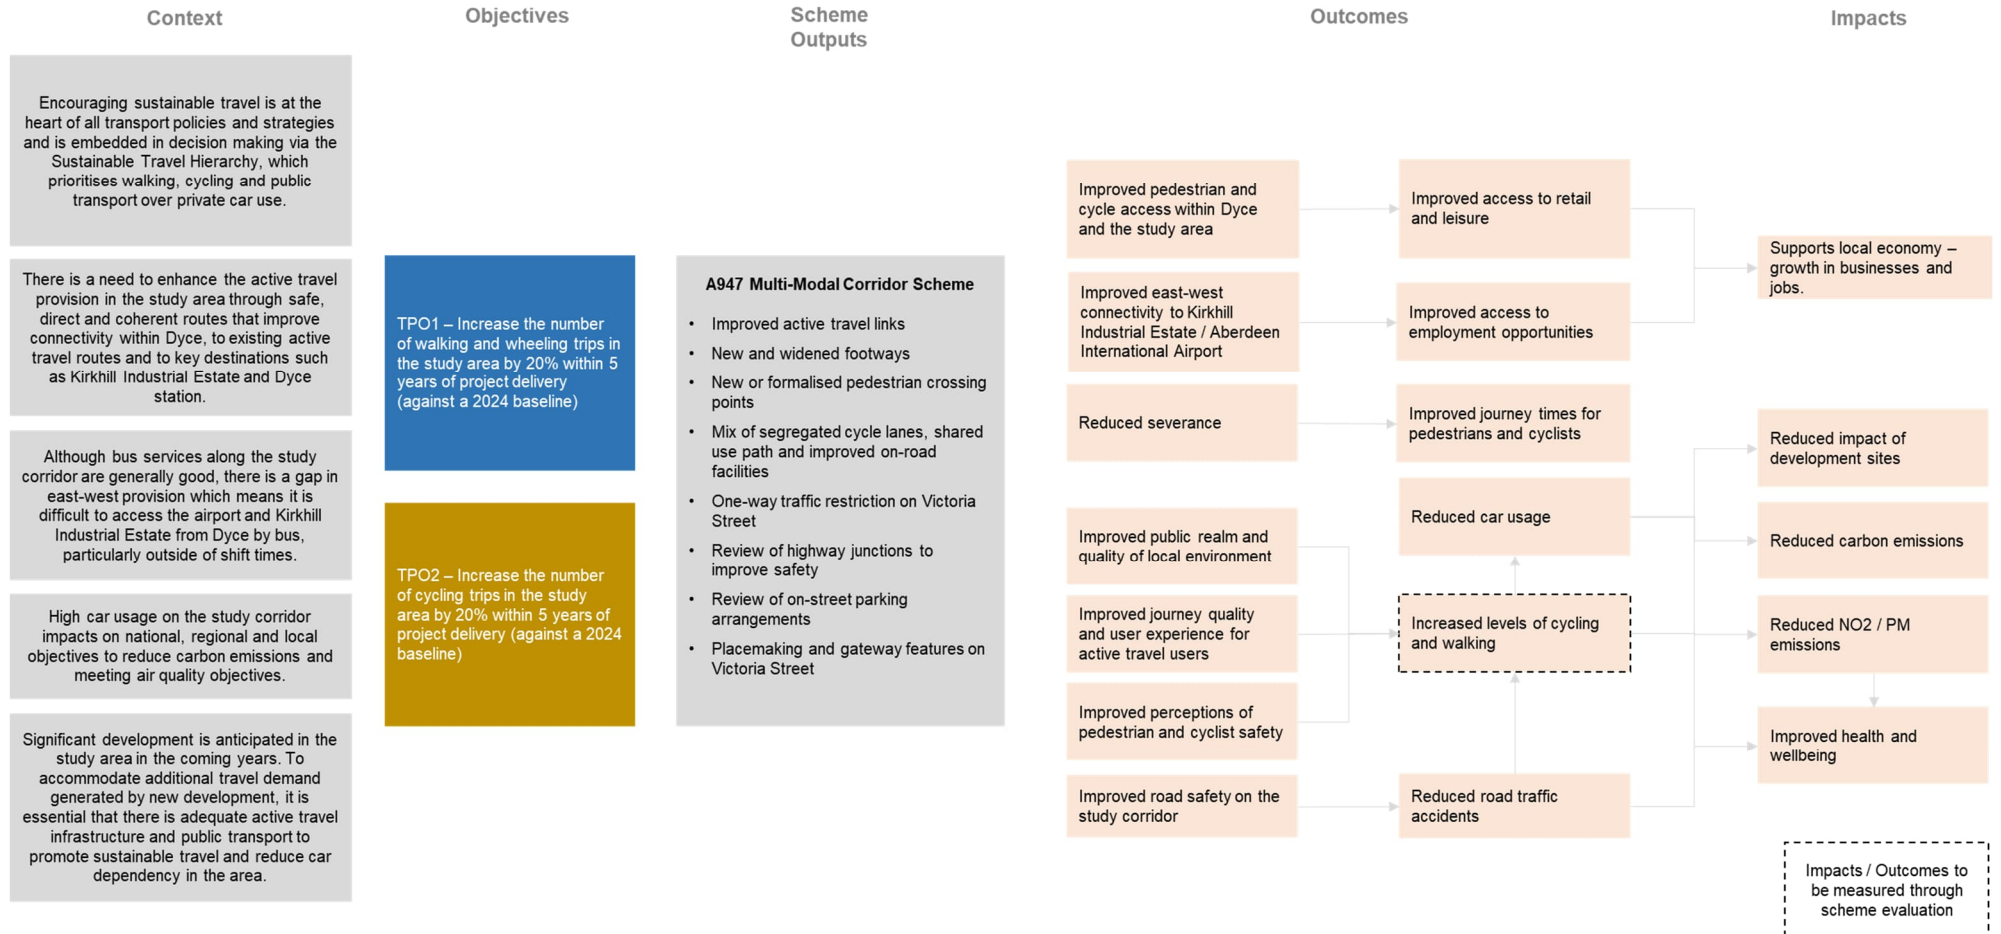 Context
Encouraging sustainable travel is at the
heart of all transport policies and strategies
and is embedded in decision making via the
Sustainable Travel Hierarchy, which
prioritises walking, cycling and public
transport over private car use.
There is a need to enhance the active travel
provision in the study area through safe,
direct and coherent routes that improve
connectivity within Dyce, to existing active
travel routes and to key destinations such
as Kirkhill Industrial Estate and Dyce
station.
Although bus services along the study
corridor are generally good, there is a gap in
east-west provision which means it is
difficult to access the airport and Kirkhill
Industrial Estate from Dyce by bus,
particularly outside of shift times.
High car usage on the study corridor
impacts on national, regional and local
objectives to reduce carbon emissions and
meeting air quality objectives.
Significant development is anticipated in the
study area in the coming years. To
accommodate additional travel demand
generated by new development, it is
essential that there is adequate active travel
infrastructure and public transport to
promote sustainable travel and reduce car
dependency in the area.
Objectives
TPO1 – Increase the number
of walking and wheeling trips in
the study area by 20% within 5
years of project delivery
(against a 2024 baseline)
TPO2 – Increase the number
of cycling trips in the study
area by 20% within 5 years of
project delivery (against a 2024
baseline)
Scheme
Outputs
A947 Multi-Modal Corridor Scheme
• Improved active travel links
• New and widened footways
• New or formalised pedestrian crossing
points
• Mix of segregated cycle lanes, shared
use path and improved on-road
facilities
• One-way traffic restriction on Victoria
Street
• Review of highway junctions to
improve safety
• Review of on-street parking
arrangements
• Placemaking and gateway features on
Victoria Street
Outcomes
Improved pedestrian and
cycle access within Dyce
and the study area
Improved east-west
connectivity to Kirkhill
Industrial Estate / Aberdeen
International Airport
Reduced severance
Improved public realm and
quality of local environment
Improved journey quality
and user experience for
active travel users
Improved perceptions of
pedestrian and cyclist safety
Improved road safety on the
study corridor
Improved access to retail
and leisure
Improved access to
employment opportunities
Improved journey times for
pedestrians and cyclists
Reduced car usage
Increased levels of cycling
and walking
Reduced road traffic
accidents
Impacts
Supports local economy –
growth in businesses and
jobs.
Reduced impact of
development sites
Reduced carbon emissions
Reduced NO2 / PM
emissions
Improved health and
wellbeing
Impacts / Outcomes to
be measured through
scheme evaluation